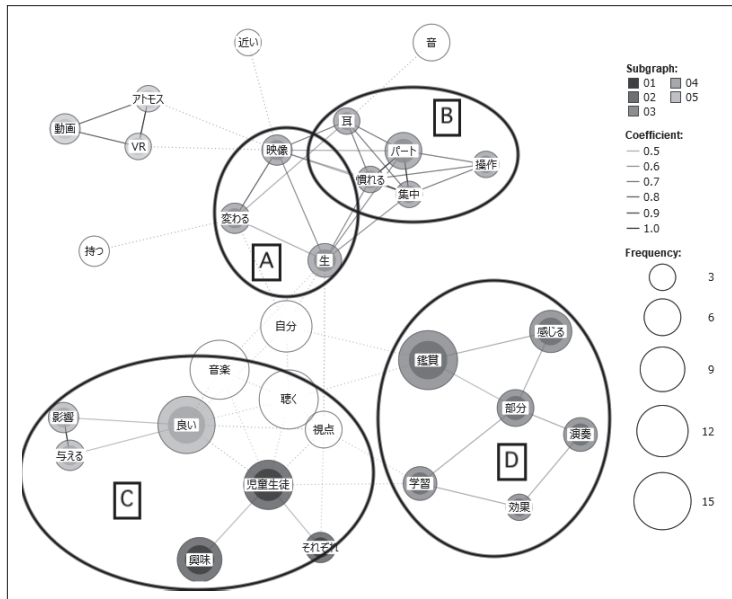 近い
音
アトモス
動画
VR
映像
耳
B
パート
慣れる
操作
集中
変わる
A
生
持つ
自分
音楽
聴く
視点
影響
良い
与える
C
児童生徒
興味
それぞれ
鑑賞
感じる
部分
演奏
D
学習
効果
Subgraph:
01 04
02 05
03
Coefficient:
0.5
0.6
0.7
0.8
0.9
1.0
Frequency:
3
6
9
12
15